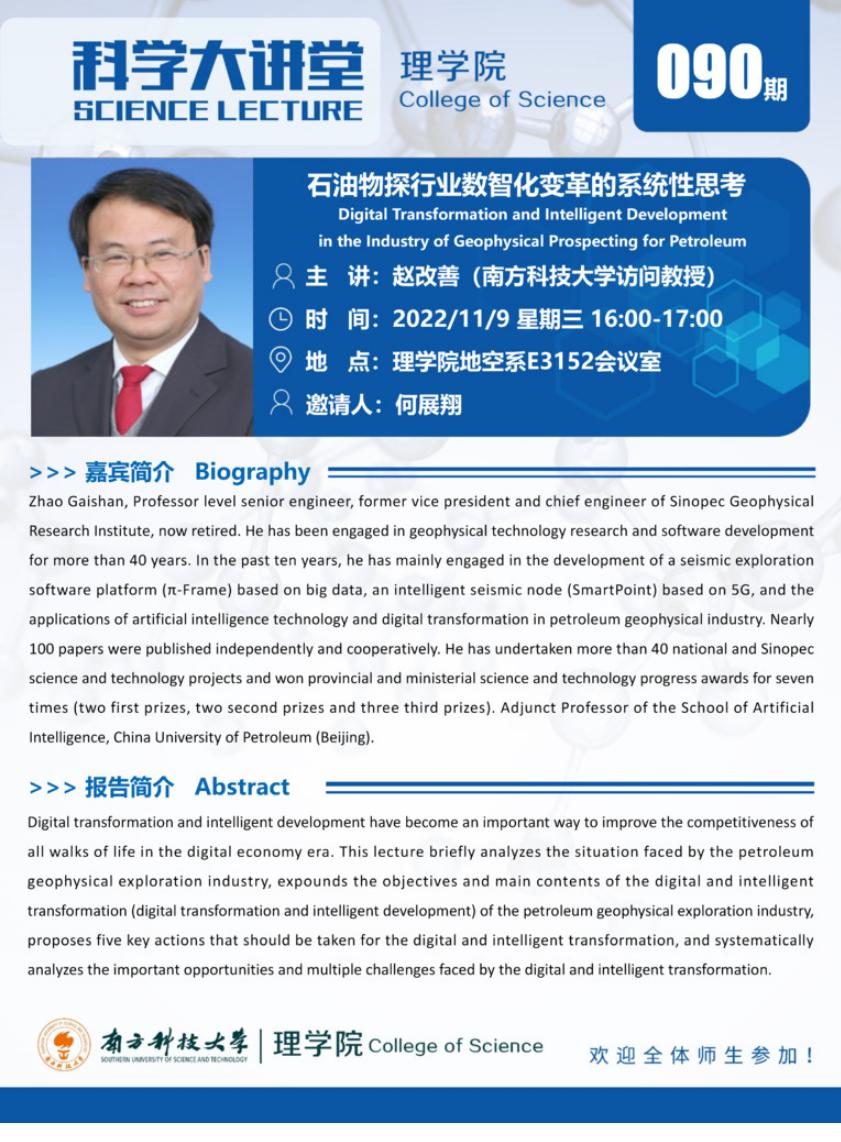 科学大讲堂
SCIENCE LECTURE
理学院
College of Science
090期
石油物探行业数智化变革的系统性思考
Digital Transformation and Intelligent Development
in the Industry of Geophysical Prospecting for Petroleum
主 讲：赵改善（南方科技大学访问教授）
时 间：2022/11/9 星期三 16:00-17:00
地 点：理学院地空系E3152会议室
邀请人：何展翔
>>> 嘉宾简介 Biography
Zhao Gaishan, Professor level senior engineer, former vice president and chief engineer of Sinopec Geophysical
Research Institute, now retired. He has been engaged in geophysical technology research and software development
for more than 40 years. In the past ten years, he has mainly engaged in the development of a seismic exploration
software platform (π-Frame) based on big data, an intelligent seismic node (SmartPoint) based on 5G, and the
applications of artificial intelligence technology and digital transformation in petroleum geophysical industry. Nearly
100 papers were published independently and cooperatively. He has undertaken more than 40 national and Sinopec
science and technology projects and won provincial and ministerial science and technology progress awards for seven
times (two first prizes, two second prizes and three third prizes). Adjunct Professor of the School of Artificial
Intelligence, China University of Petroleum (Beijing).
>>> 报告简介 Abstract
Digital transformation and intelligent development have become an important way to improve the competitiveness of
all walks of life in the digital economy era. This lecture briefly analyzes the situation faced by the petroleum
geophysical exploration industry, expounds the objectives and main contents of the digital and intelligent
transformation (digital transformation and intelligent development) of the petroleum geophysical exploration industry,
proposes five key actions that should be taken for the digital and intelligent transformation, and systematically
analyzes the important opportunities and multiple challenges faced by the digital and intelligent transformation.
南方科技大学
SOUTHERN UNIVERSITY OF SCIENCE AND TECHNOLOGY
理学院 College of Science
欢迎全体师生参加！